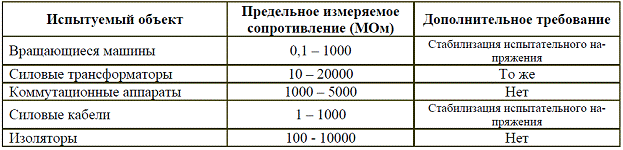 Испытуемый объект
Предельное измеряемое
сопротивление (МОм)
Дополнительное требование
Вращающиеся машины
0,1 – 1000
Стабилизация испытательного на-
пряжения
Силовые трансформаторы
10 – 20000
То же
Коммутационные аппараты
1000 – 5000
Нет
Силовые кабели
1 – 1000
Стабилизация испытательного на-
пряжения
Изоляторы
100 - 10000
Нет